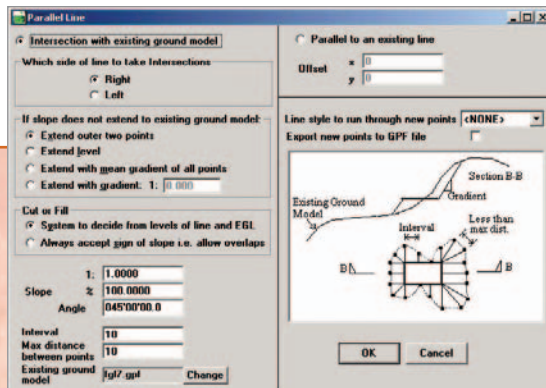 Parallel Line
Intersection with existing ground model
Which side of line to take Intersections
Right
Left
If slope does not extend to existing ground model:
Extend outer two points
Extend level
Extend with mean gradient of all points
Extend with gradient: 1: 0.000
Cut or Fill
System to decide from levels of line and EGL
Always accept sign of slope i.e. allow overlaps
1: 1.0000
Slope % 100.0000
Angle 045'00'00.0
Interval 10
Max distance between points 10
Existing ground model lgl7.gpf Change
Parallel to an existing line
Offset x 0
y 0
Line style to run through new points <NONE>
Export new points to GPF file
Section B-B
Gradient
Existing Ground Model
Interval
Less than max dist.
B
B
OK Cancel